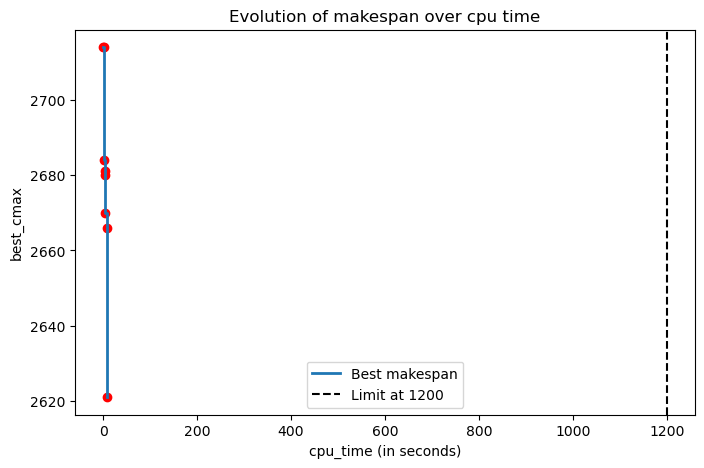 Evolution of makespan over cpu time
best_cmax
2700
2680
2660
2640
2620
Best makespan
Limit at 1200
0
200
400
600
800
1000
1200
cpu_time (in seconds)